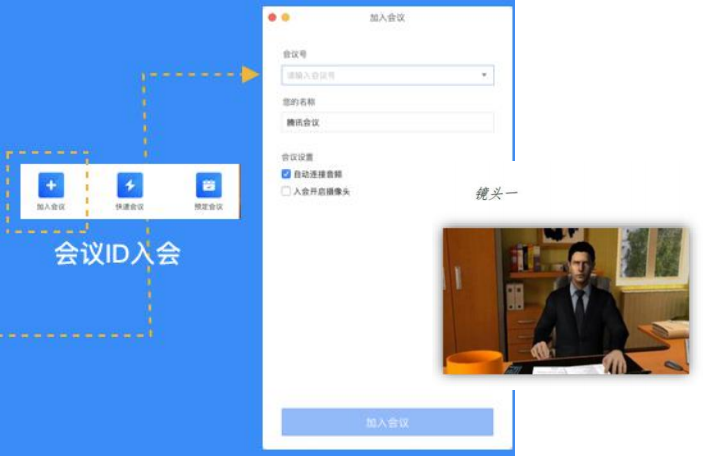 加入会议
会议号
请输入会议号
您的名称
腾讯会议
会议设置
自动连接音频
入会开启摄像头
加入会议
快速会议
预定会议
会议ID入会
镜头一
加入会议